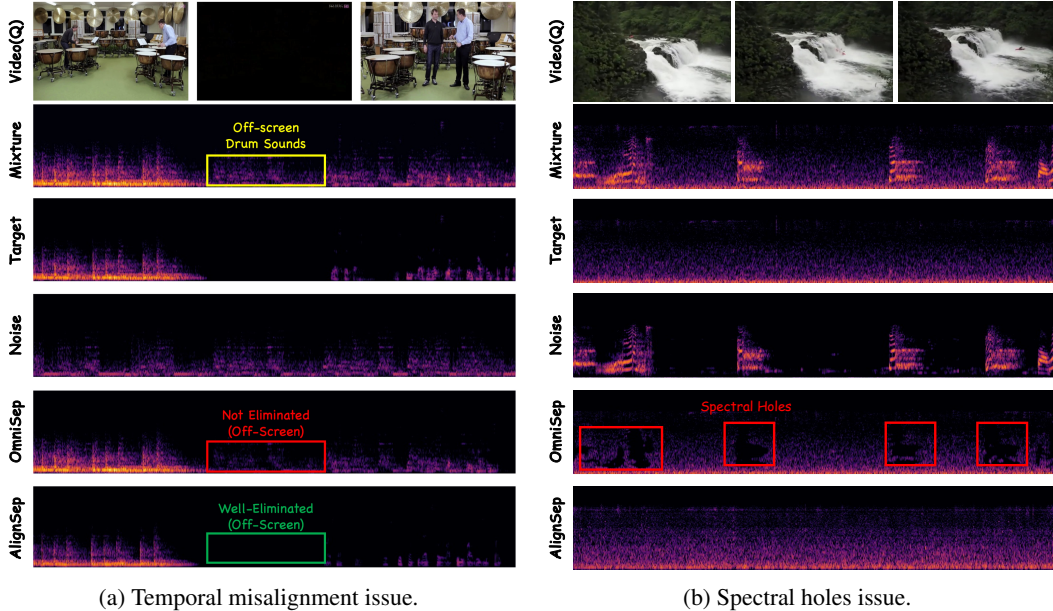 Video(Q)
Mixture
Off-screen
Drum Sounds
Target
Noise
OmniSep
Not Eliminated
(Off-Screen)
AlignSep
Well-Eliminated
(Off-Screen)
(a) Temporal misalignment issue.
Video(Q)
Mixture
Target
Noise
OmniSep
Spectral Holes
AlignSep
(b) Spectral holes issue.